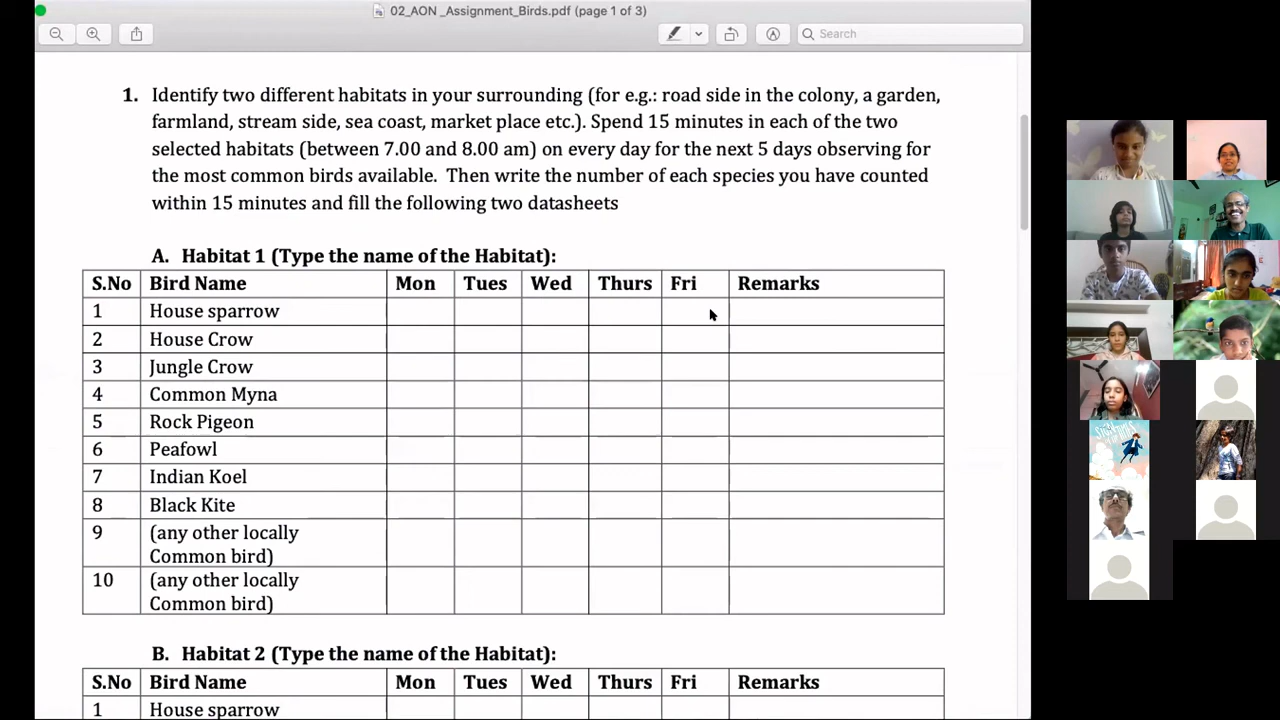 02_AON _Assignment_Birds.pdf (page 1 of 3)
Search
1. Identify two different habitats in your surrounding (for e.g.: road side in the colony, a garden,
farmland, stream side, sea coast, market place etc.). Spend 15 minutes in each of the two
selected habitats (between 7.00 and 8.00 am) on every day for the next 5 days observing for
the most common birds available. Then write the number of each species you have counted
within 15 minutes and fill the following two datasheets
A. Habitat 1 (Type the name of the Habitat):
S.No Bird Name Mon Tues Wed Thurs Fri Remarks
1 House sparrow
2 House Crow
3 Jungle Crow
4 Common Myna
5 Rock Pigeon
6 Peafowl
7 Indian Koel
8 Black Kite
9 (any other locally
Common bird)
10 (any other locally
Common bird)
B. Habitat 2 (Type the name of the Habitat):
S.No Bird Name Mon Tues Wed Thurs Fri Remarks
1 House sparrow